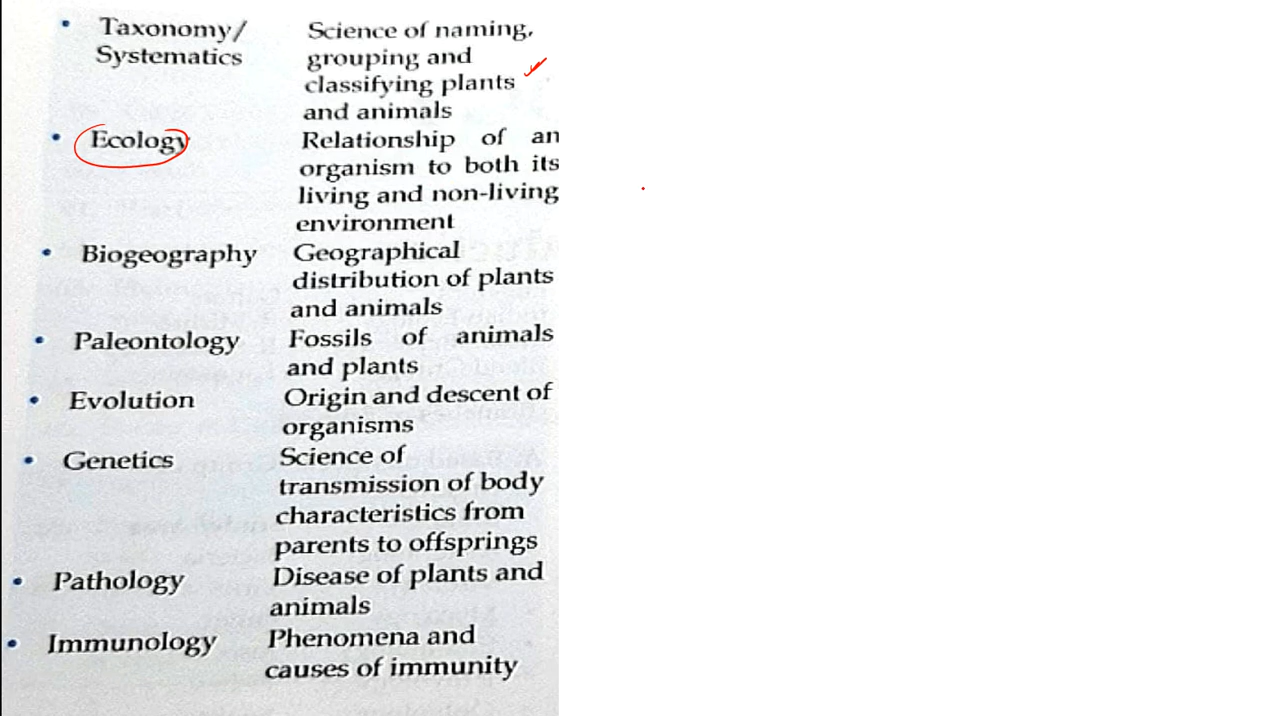 • Taxonomy/ Science of naming,
Systematics grouping and
classifying plants
and animals
• Ecology Relationship of an
organism to both its
living and non-living
environment
• Biogeography Geographical
distribution of plants
and animals
• Paleontology Fossils of animals
and plants
• Evolution Origin and descent of
organisms
• Genetics Science of
transmission of body
characteristics from
parents to offsprings
• Pathology Disease of plants and
animals
• Immunology Phenomena and
causes of immunity